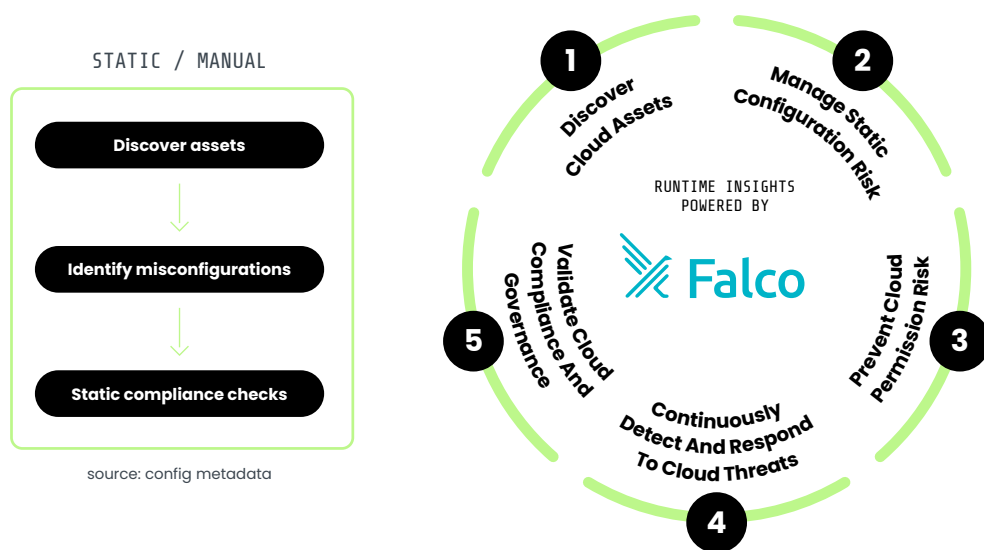 STATIC / MANUAL
Discover assets
Identify misconfigurations
Static compliance checks
source: config metadata
1
Discover
Cloud Assets
2
Manage Static
Configuration Risk
RUNTIME INSIGHTS
POWERED BY
Falco
3
Prevent Cloud
Permission Risk
4
Continuously
Detect And Respond
To Cloud Threats
5
Validate Cloud
Compliance And
Governance